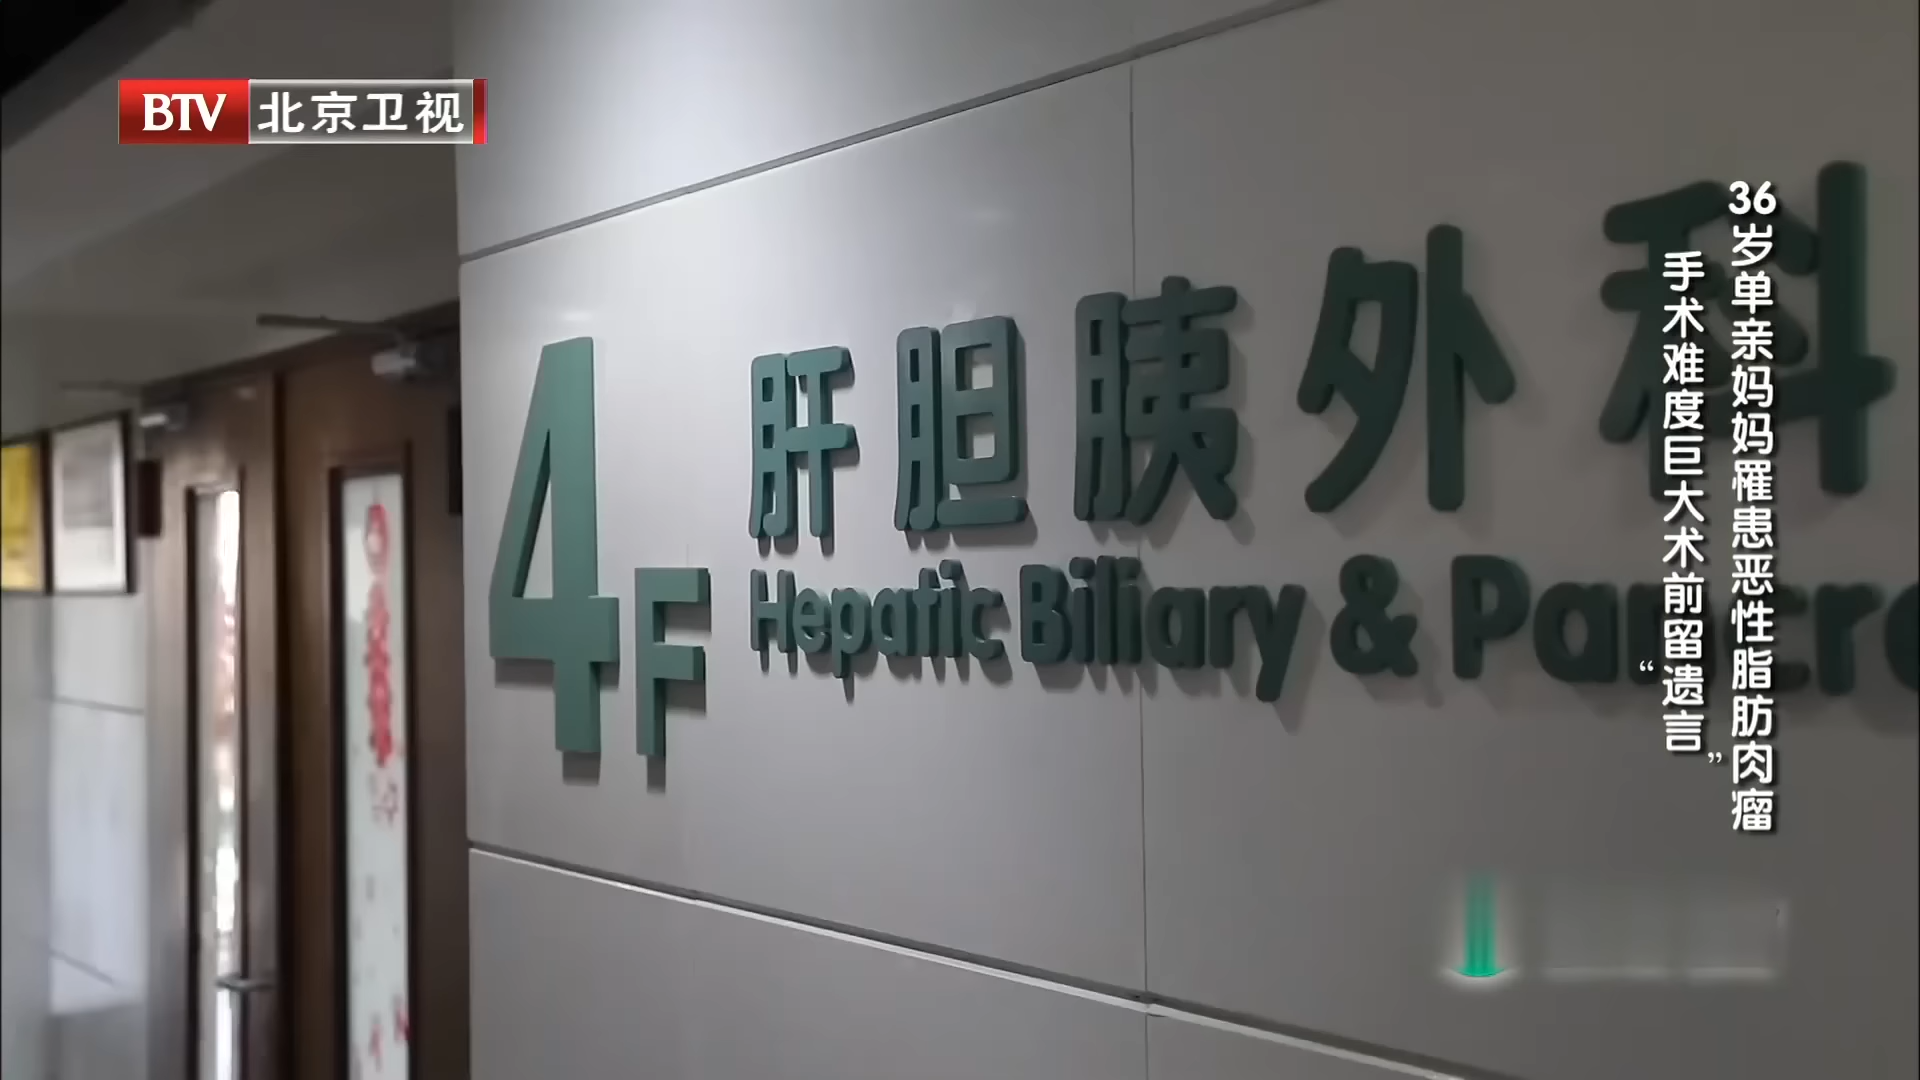 BTV 北京卫视
4F 肝胆胰外科
Hepatic Biliary &
36岁单亲妈妈罹患恶性脂肪肉瘤
手术难度巨大术前留“遗言”